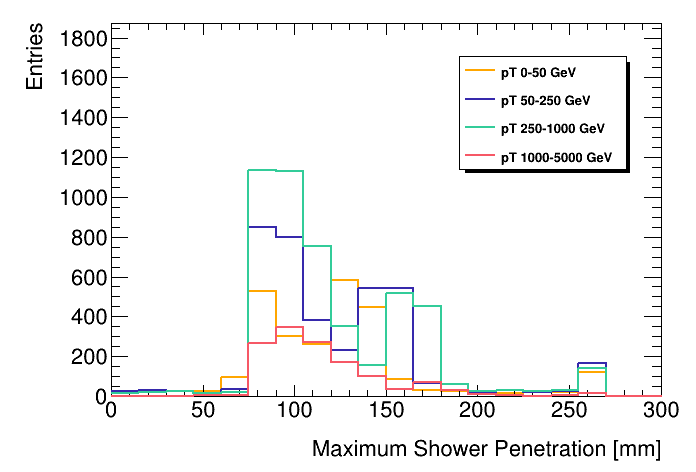 Entries
1800
1600
1400
1200
1000
800
600
400
200
0
pT 0-50 GeV
pT 50-250 GeV
pT 250-1000 GeV
pT 1000-5000 GeV
0 50 100 150 200 250 300
Maximum Shower Penetration [mm]